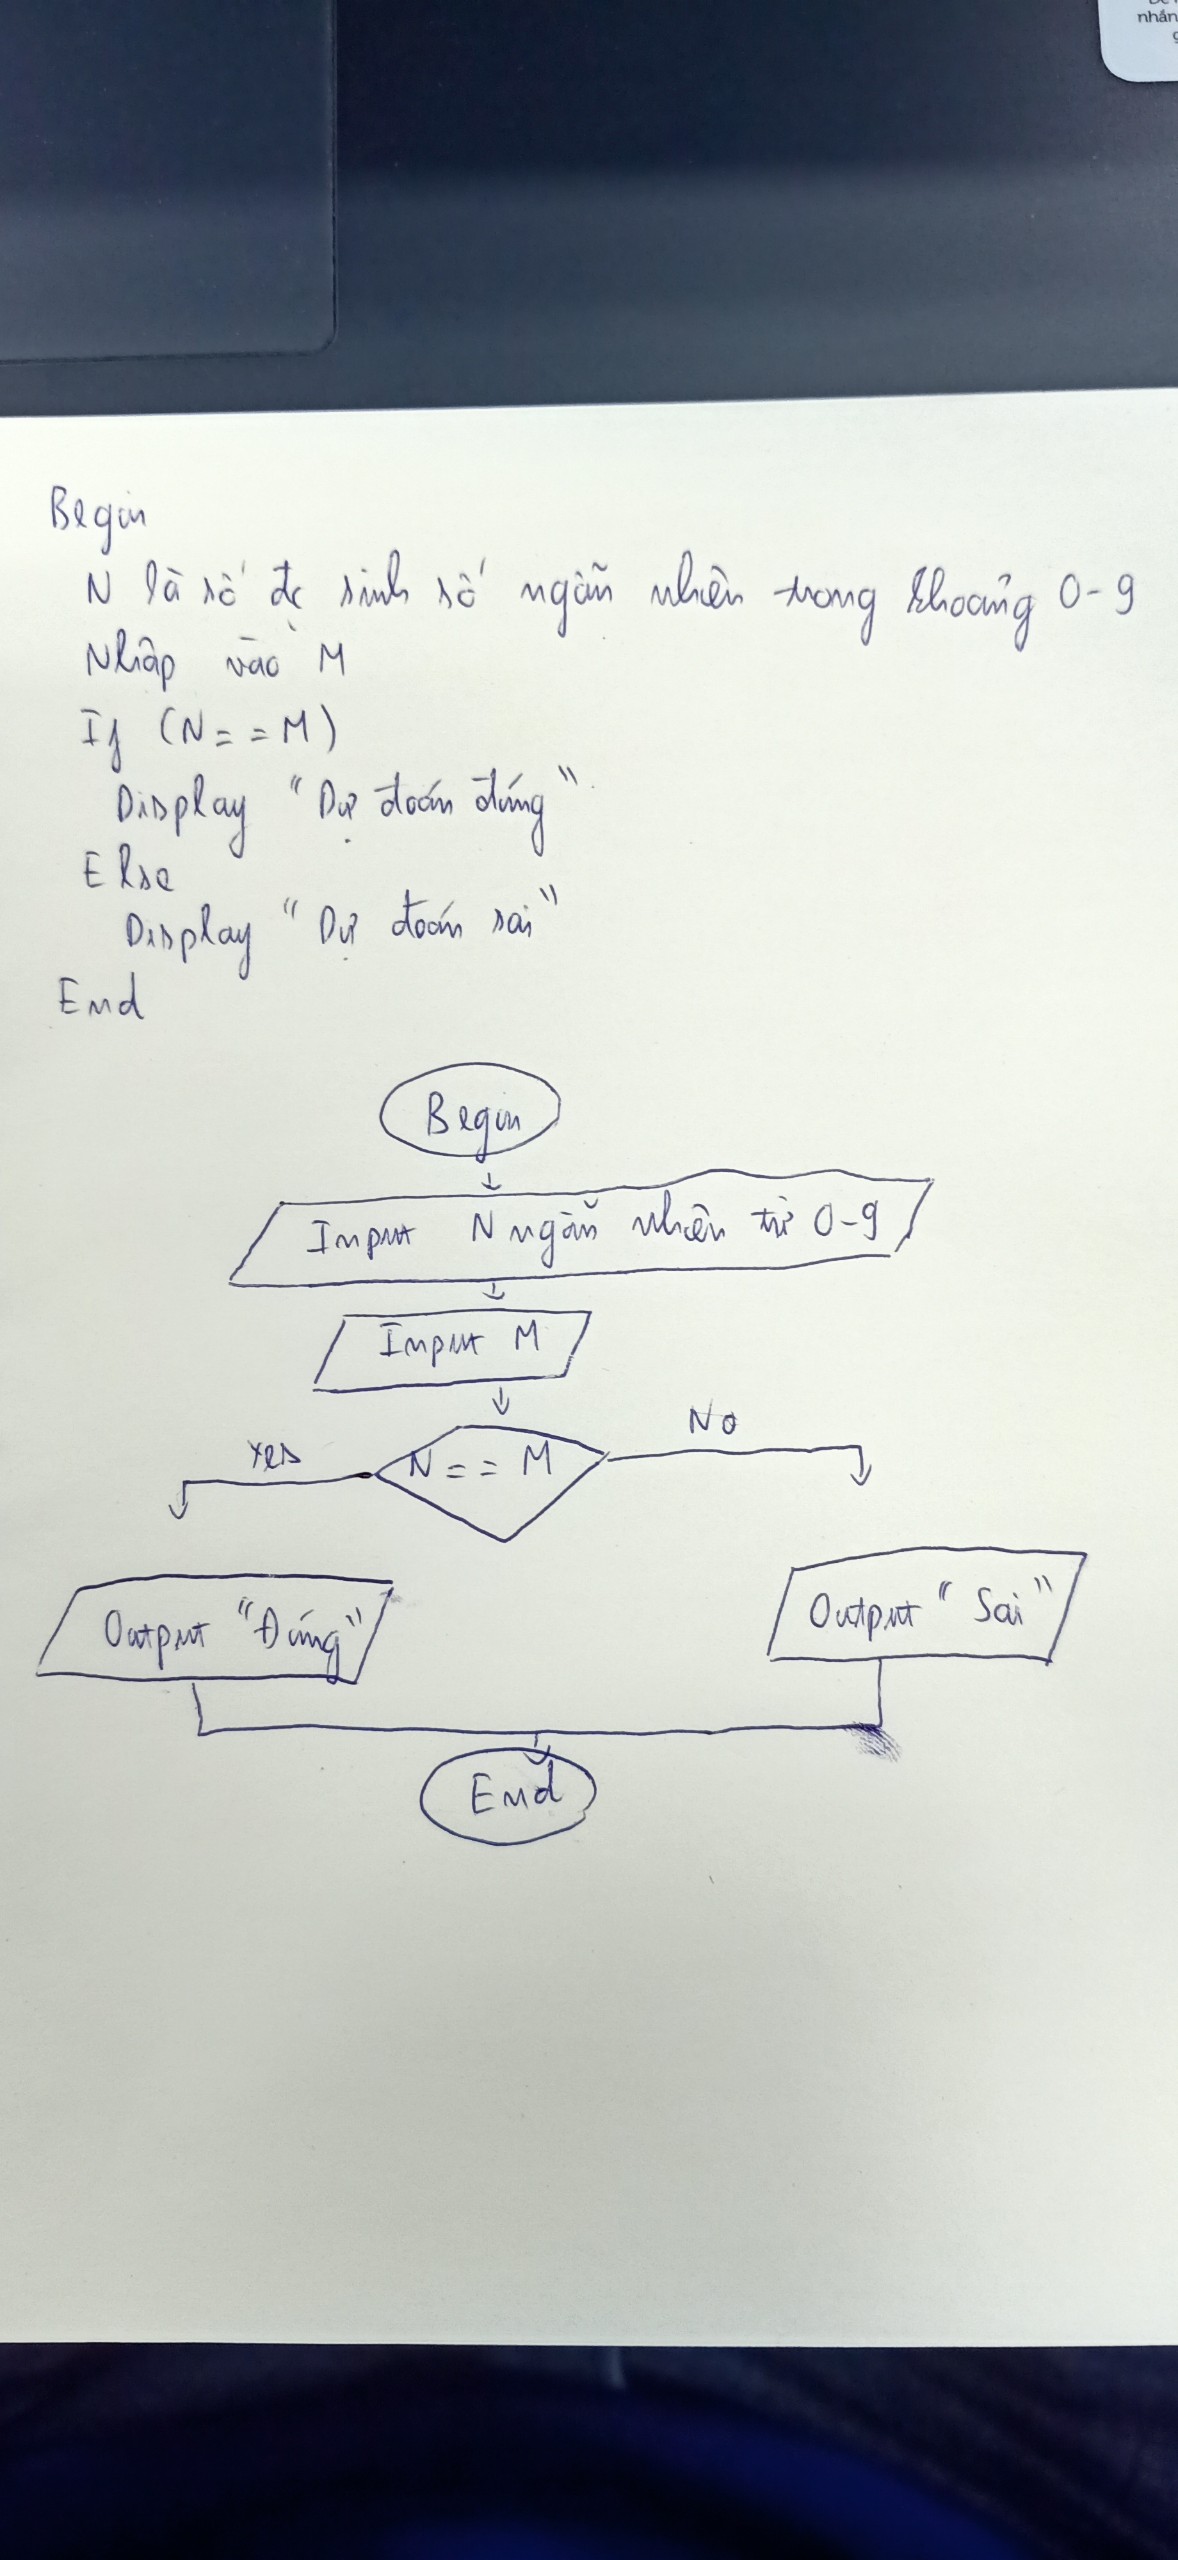 nhấn
Begin
N là số đc sinh số ngẫu nhiên trong khoảng 0-9
Nhập vào M
If (N==M)
Display "Dự đoán đúng"
Else
Display "Dự đoán sai"
End
Begin
Input N ngẫu nhiên từ 0-9
Input M
Yes
N == M
No
Output "Đúng"
Output "Sai"
End